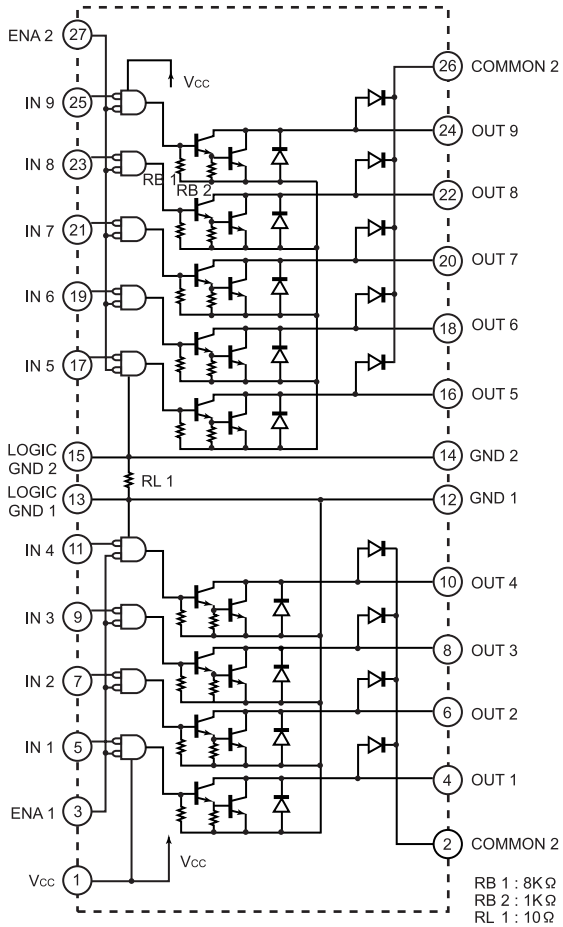 ENA 2 27
26 COMMON 2
Vcc
IN 9 25
24 OUT 9
IN 8 23
RB 1
RB 2
22 OUT 8
IN 7 21
20 OUT 7
IN 6 19
18 OUT 6
IN 5 17
16 OUT 5
LOGIC
GND 2
15
14 GND 2
RL 1
LOGIC
GND 1
13
12 GND 1
IN 4 11
10 OUT 4
IN 3 9
8 OUT 3
IN 2 7
6 OUT 2
IN 1 5
4 OUT 1
ENA 1 3
2 COMMON 2
Vcc
Vcc 1
RB 1 : 8KΩ
RB 2 : 1KΩ
RL 1 : 10Ω